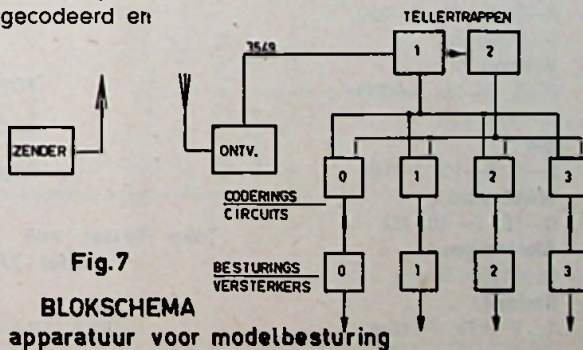 gecodeerd en
TELLERTRAPPEN
1
2
ZENDER
ONTV.
0
1
2
3
CODERINGS
CIRCUITS
BESTURINGS
VERSTERKERS
0
1
2
3
Fig.7
BLOKSCHEMA
apparatuur voor modelbesturing